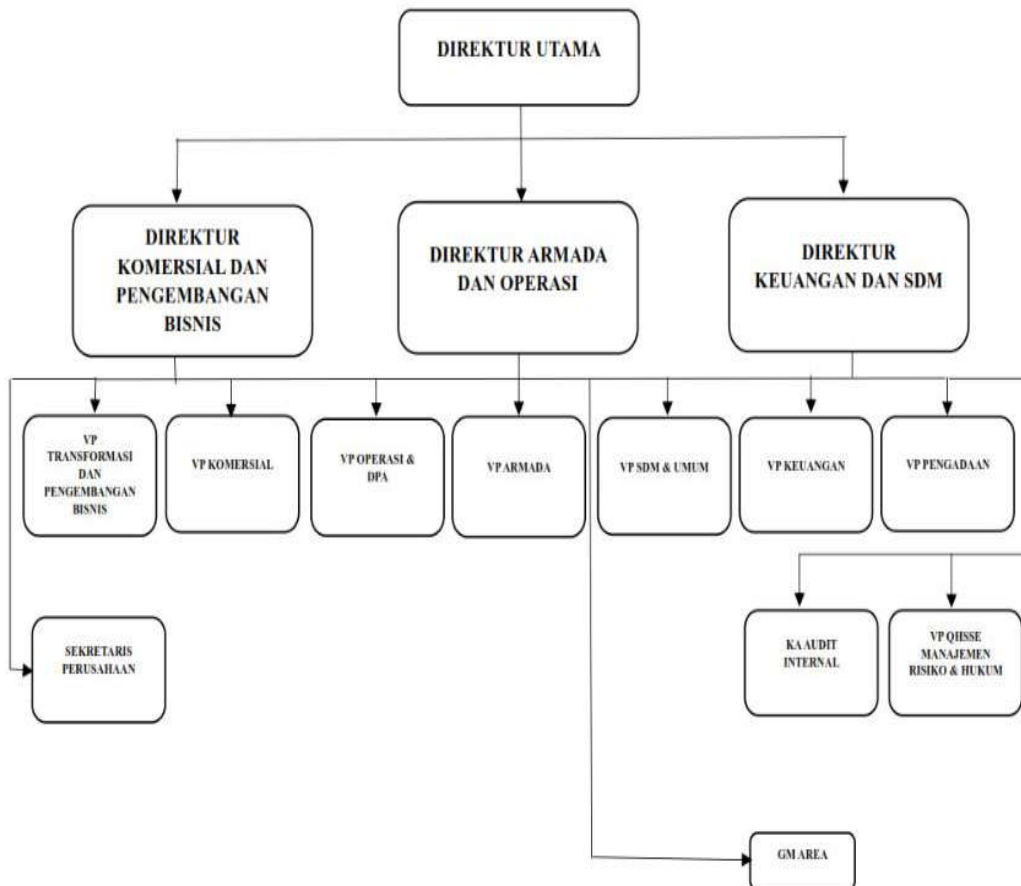 DIREKTUR UTAMA
DIREKTUR
KOMERSIAL DAN
PENGEMBANGAN
BISNIS
DIREKTUR ARMADA
DAN OPERASI
DIREKTUR
KEUANGAN DAN SDM
VP
TRANSFORMASI
DAN
PENGEMBANGAN
BISNIS
VP KOMERSIAL
VP OPERASI &
DPA
VP ARMADA
VP SDM & UMUM
VP KEUANGAN
VP PENGADAAN
SEKRETARIS
PERUSAHAAN
KA AUDIT
INTERNAL
VP QHSSE
MANAJEMEN
RISIKO & HUKUM
GM AREA